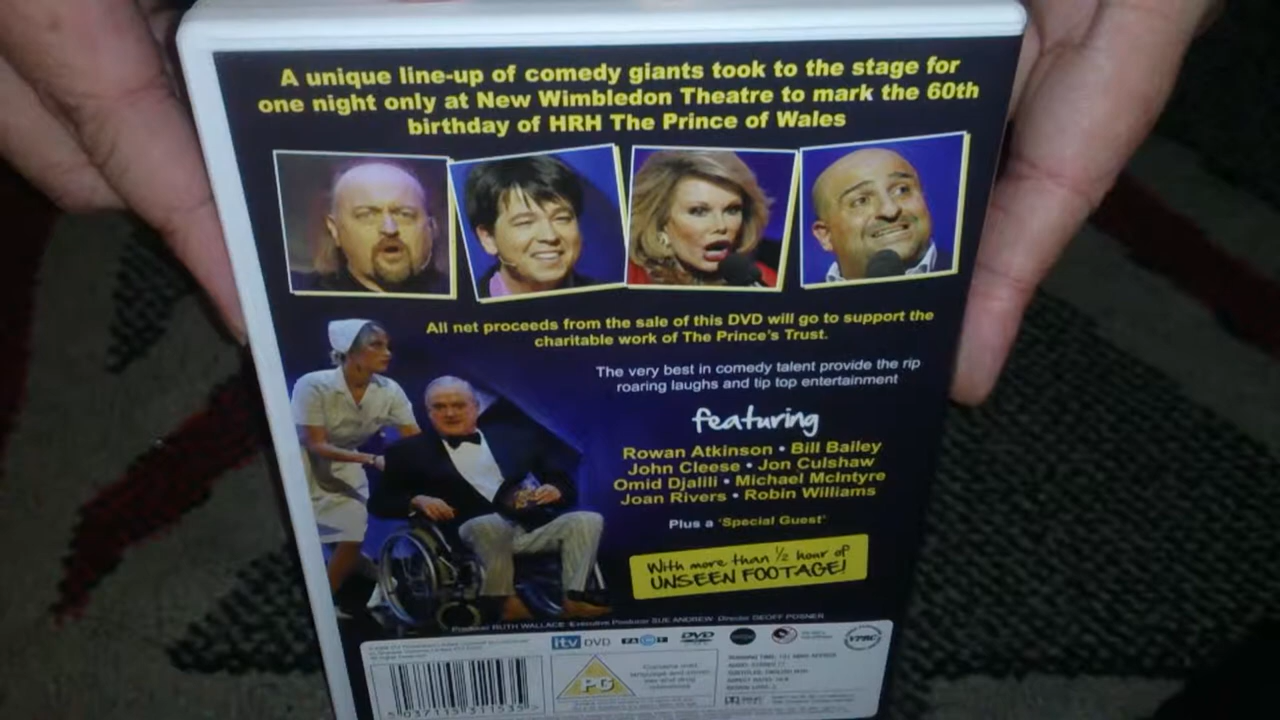 A unique line-up of comedy giants took to the stage for
one night only at New Wimbledon Theatre to mark the 60th
birthday of HRH The Prince of Wales
All net proceeds from the sale of this DVD will go to support the
charitable work of The Prince's Trust.
The very best in comedy talent provide the rip
roaring laughs and tip top entertainment
featuring
Rowan Atkinson • Bill Bailey
John Cleese • Jon Culshaw
Omid Djalili • Michael McIntyre
Joan Rivers • Robin Williams
Plus a 'Special Guest'
With more than ½ hour of
UNSEEN FOOTAGE!
Producer RUTH WALLACE Executive Producer SUE ANDREW Director GEOFF POSNER
itv DVD
DVD
PG